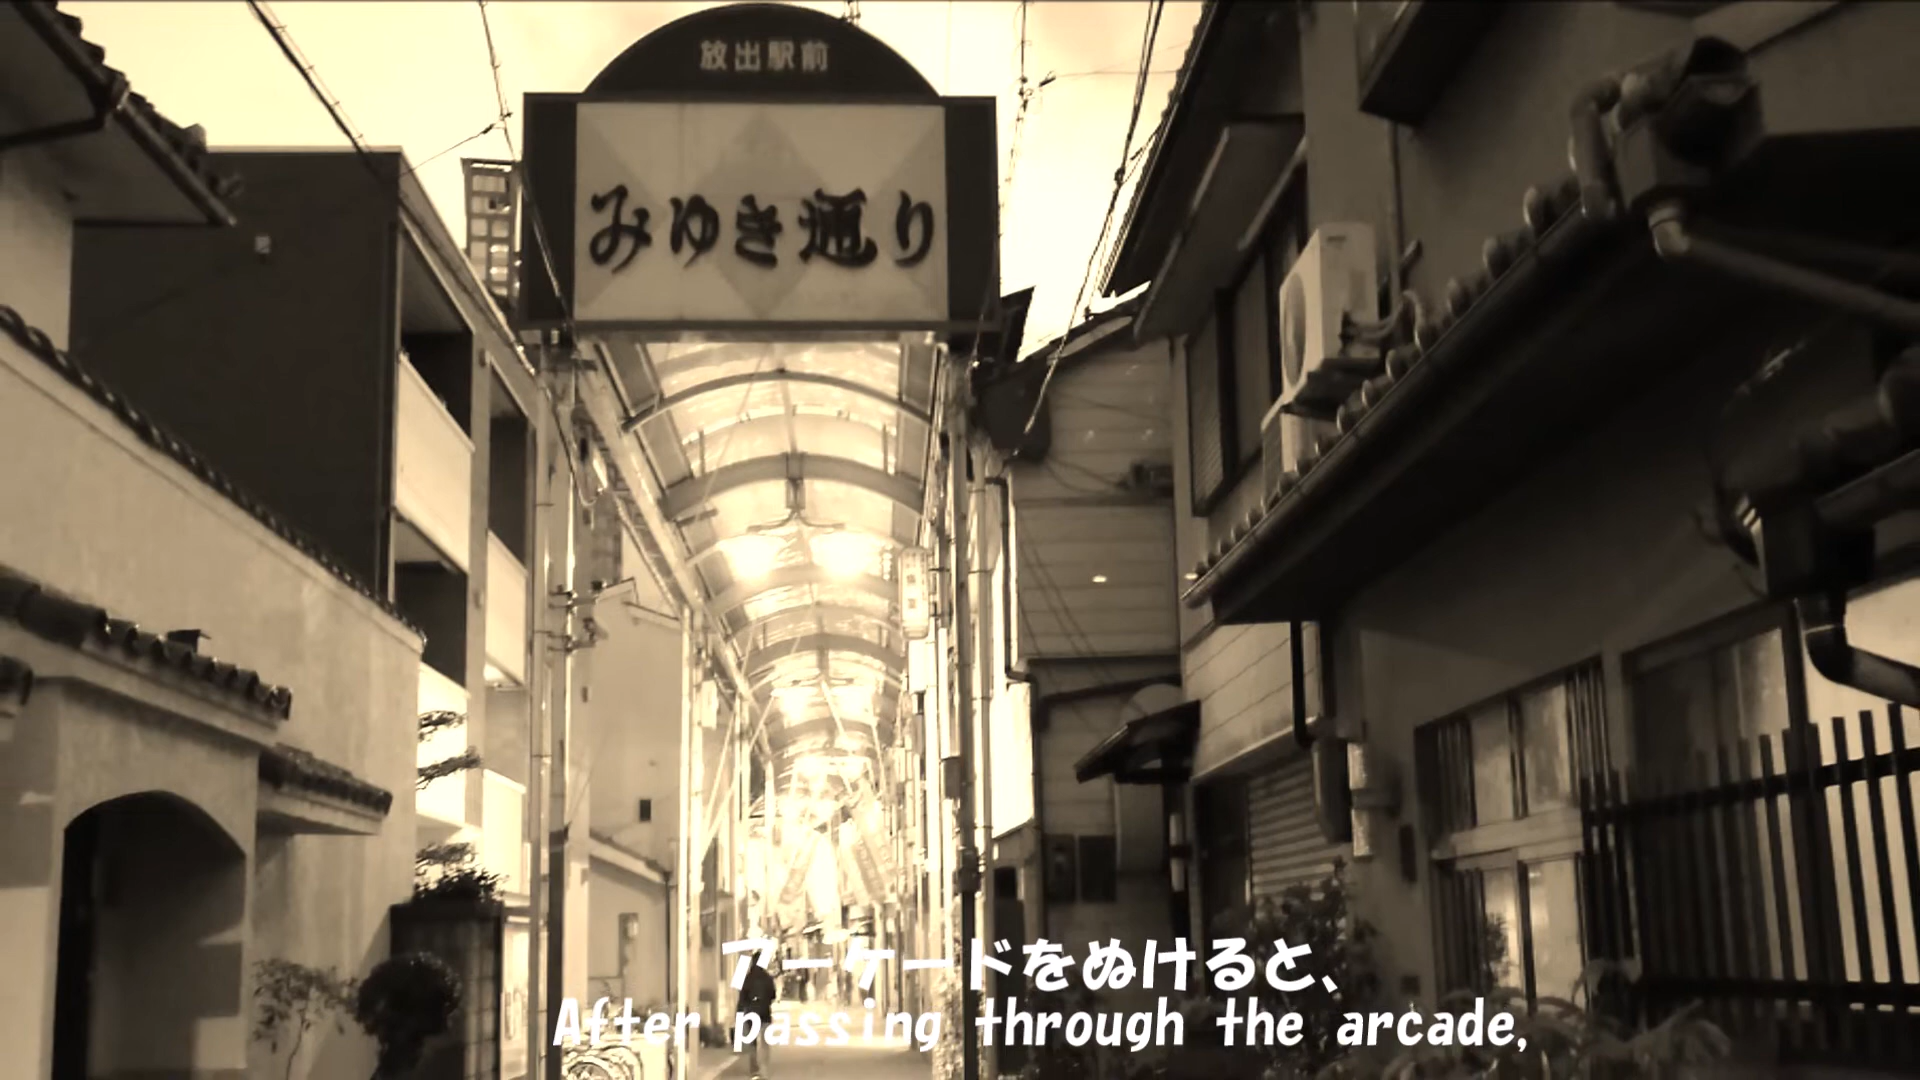 放出駅前
みゆき通り
アーケードをぬけると、
After passing through the arcade,